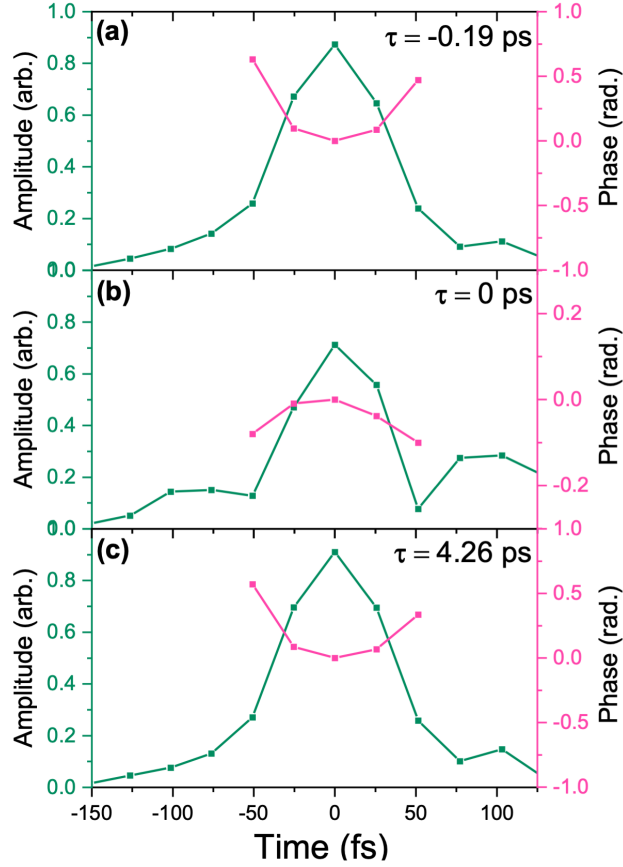 (a)
τ = -0.19 ps
Amplitude (arb.)
1.0
0.8
0.6
0.4
0.2
0.0
1.0
0.5
0.0
-0.5
-1.0
Phase (rad.)
(b)
τ = 0 ps
Amplitude (arb.)
0.8
0.6
0.4
0.2
0.0
0.2
0.0
-0.2
Phase (rad.)
(c)
τ = 4.26 ps
Amplitude (arb.)
0.8
0.6
0.4
0.2
0.0
1.0
0.5
0.0
-0.5
-1.0
Phase (rad.)
-150
-100
-50
0
50
100
Time (fs)